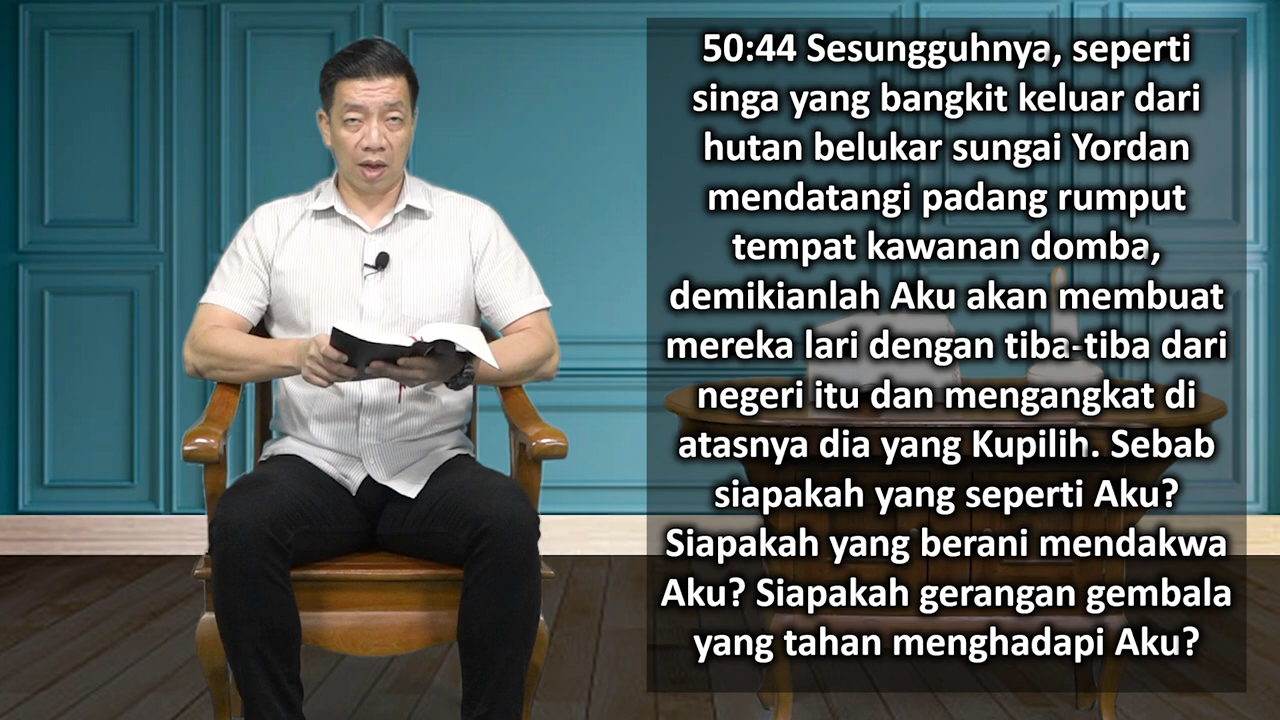 50:44 Sesungguhnya, seperti
singa yang bangkit keluar dari
hutan belukar sungai Yordan
mendatangi padang rumput
tempat kawanan domba,
demikianlah Aku akan membuat
mereka lari dengan tiba-tiba dari
negeri itu dan mengangkat di
atasnya dia yang Kupilih. Sebab
siapakah yang seperti Aku?
Siapakah yang berani mendakwa
Aku? Siapakah gerangan gembala
yang tahan menghadapi Aku?